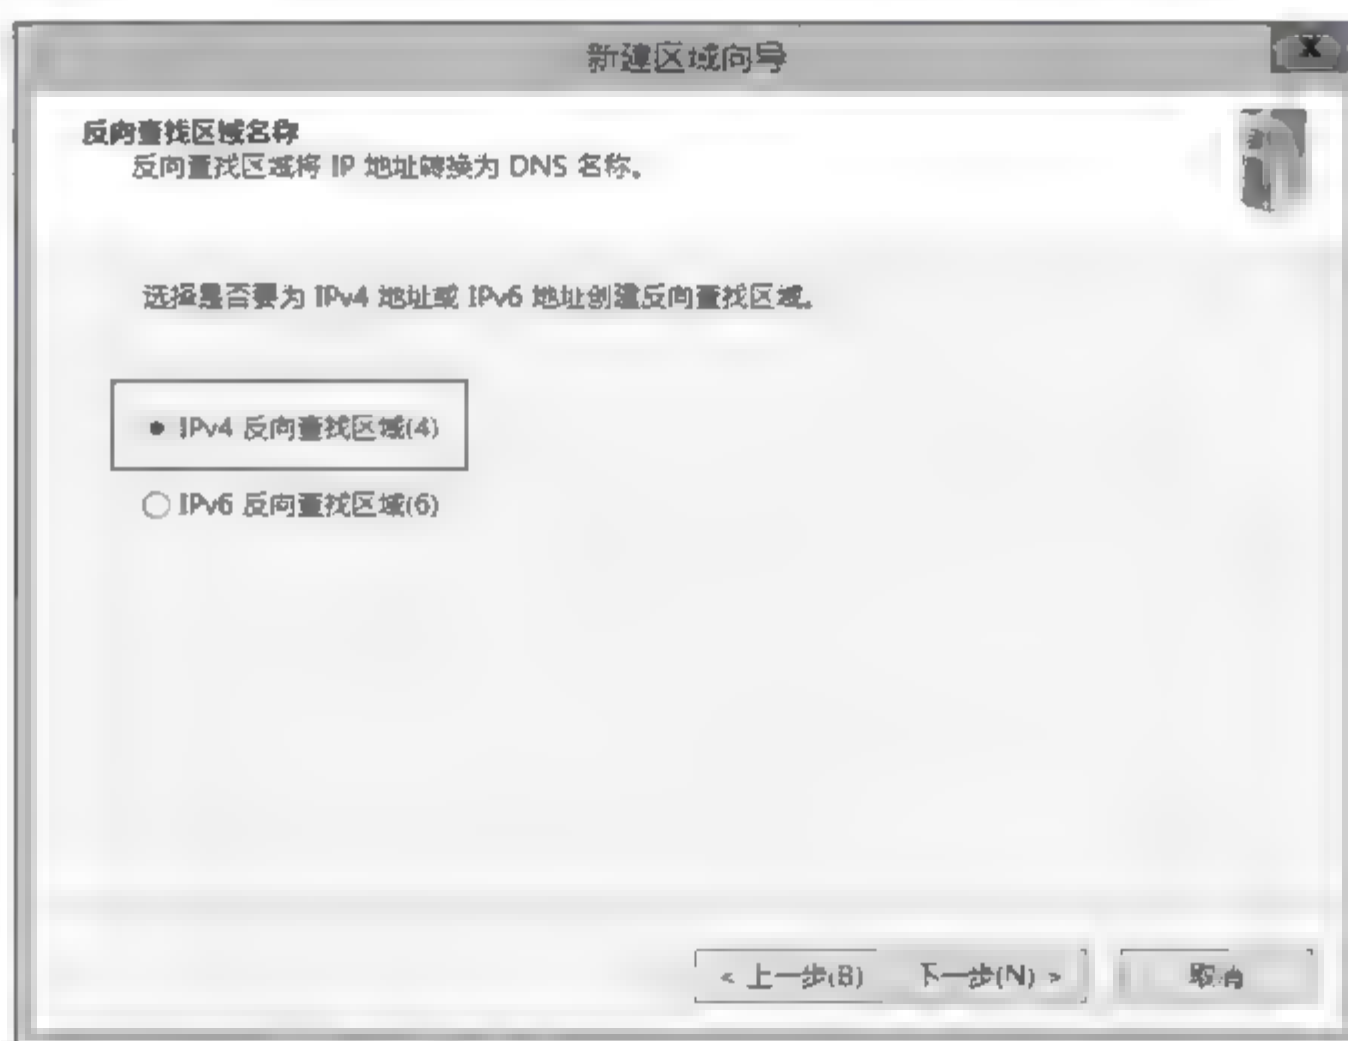 新建区域向导
X
反向查找区域名称
反向查找区域将 IP 地址转换为 DNS 名称。
选择是否要为 IPv4 地址或 IPv6 地址创建反向查找区域。
IPv4 反向查找区域(4)
IPv6 反向查找区域(6)
< 上一步(B) 下一步(N) > 取消